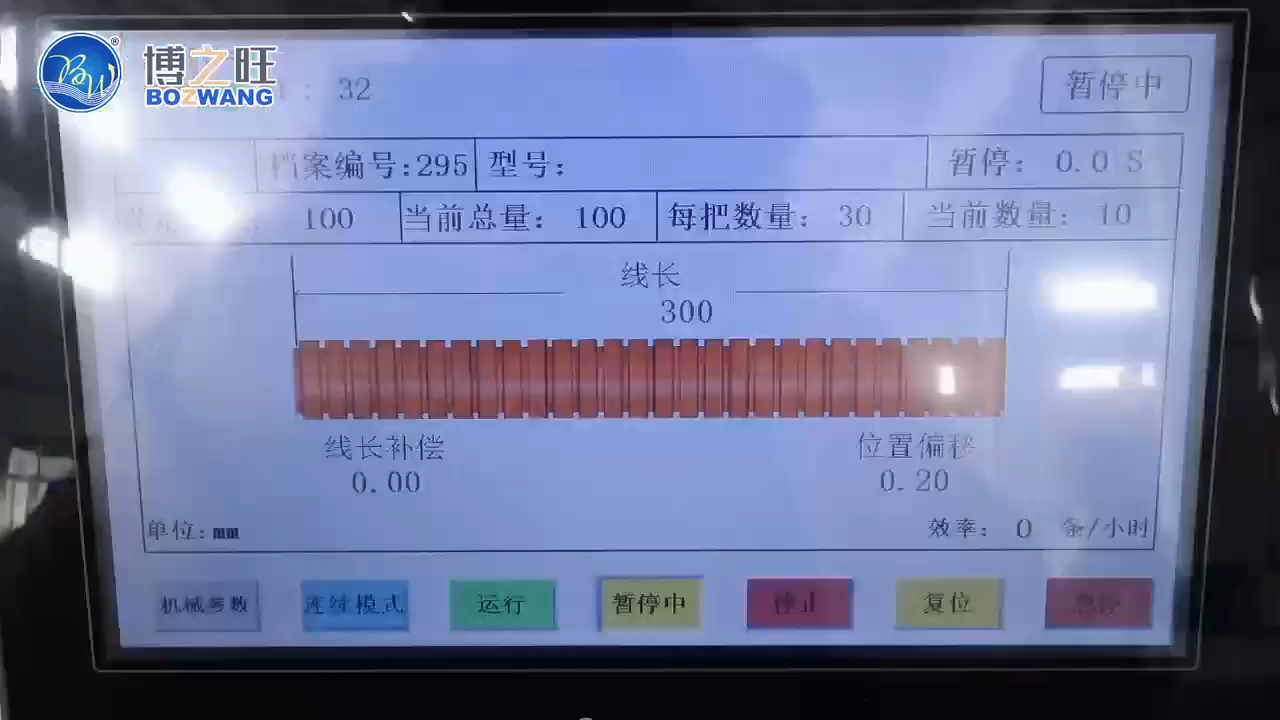 BW
®
博之旺
BOZWANG
: 32
暂停中
档案编号:295
型号:
暂停: 0.0 S
100
当前总量: 100
每把数量: 30
当前数量: 10
线长
300
线长补偿
0.00
位置偏移
0.20
单位:mm
效率: 0 条/小时
机械参数
连续模式
运行
暂停中
停止
复位
急停